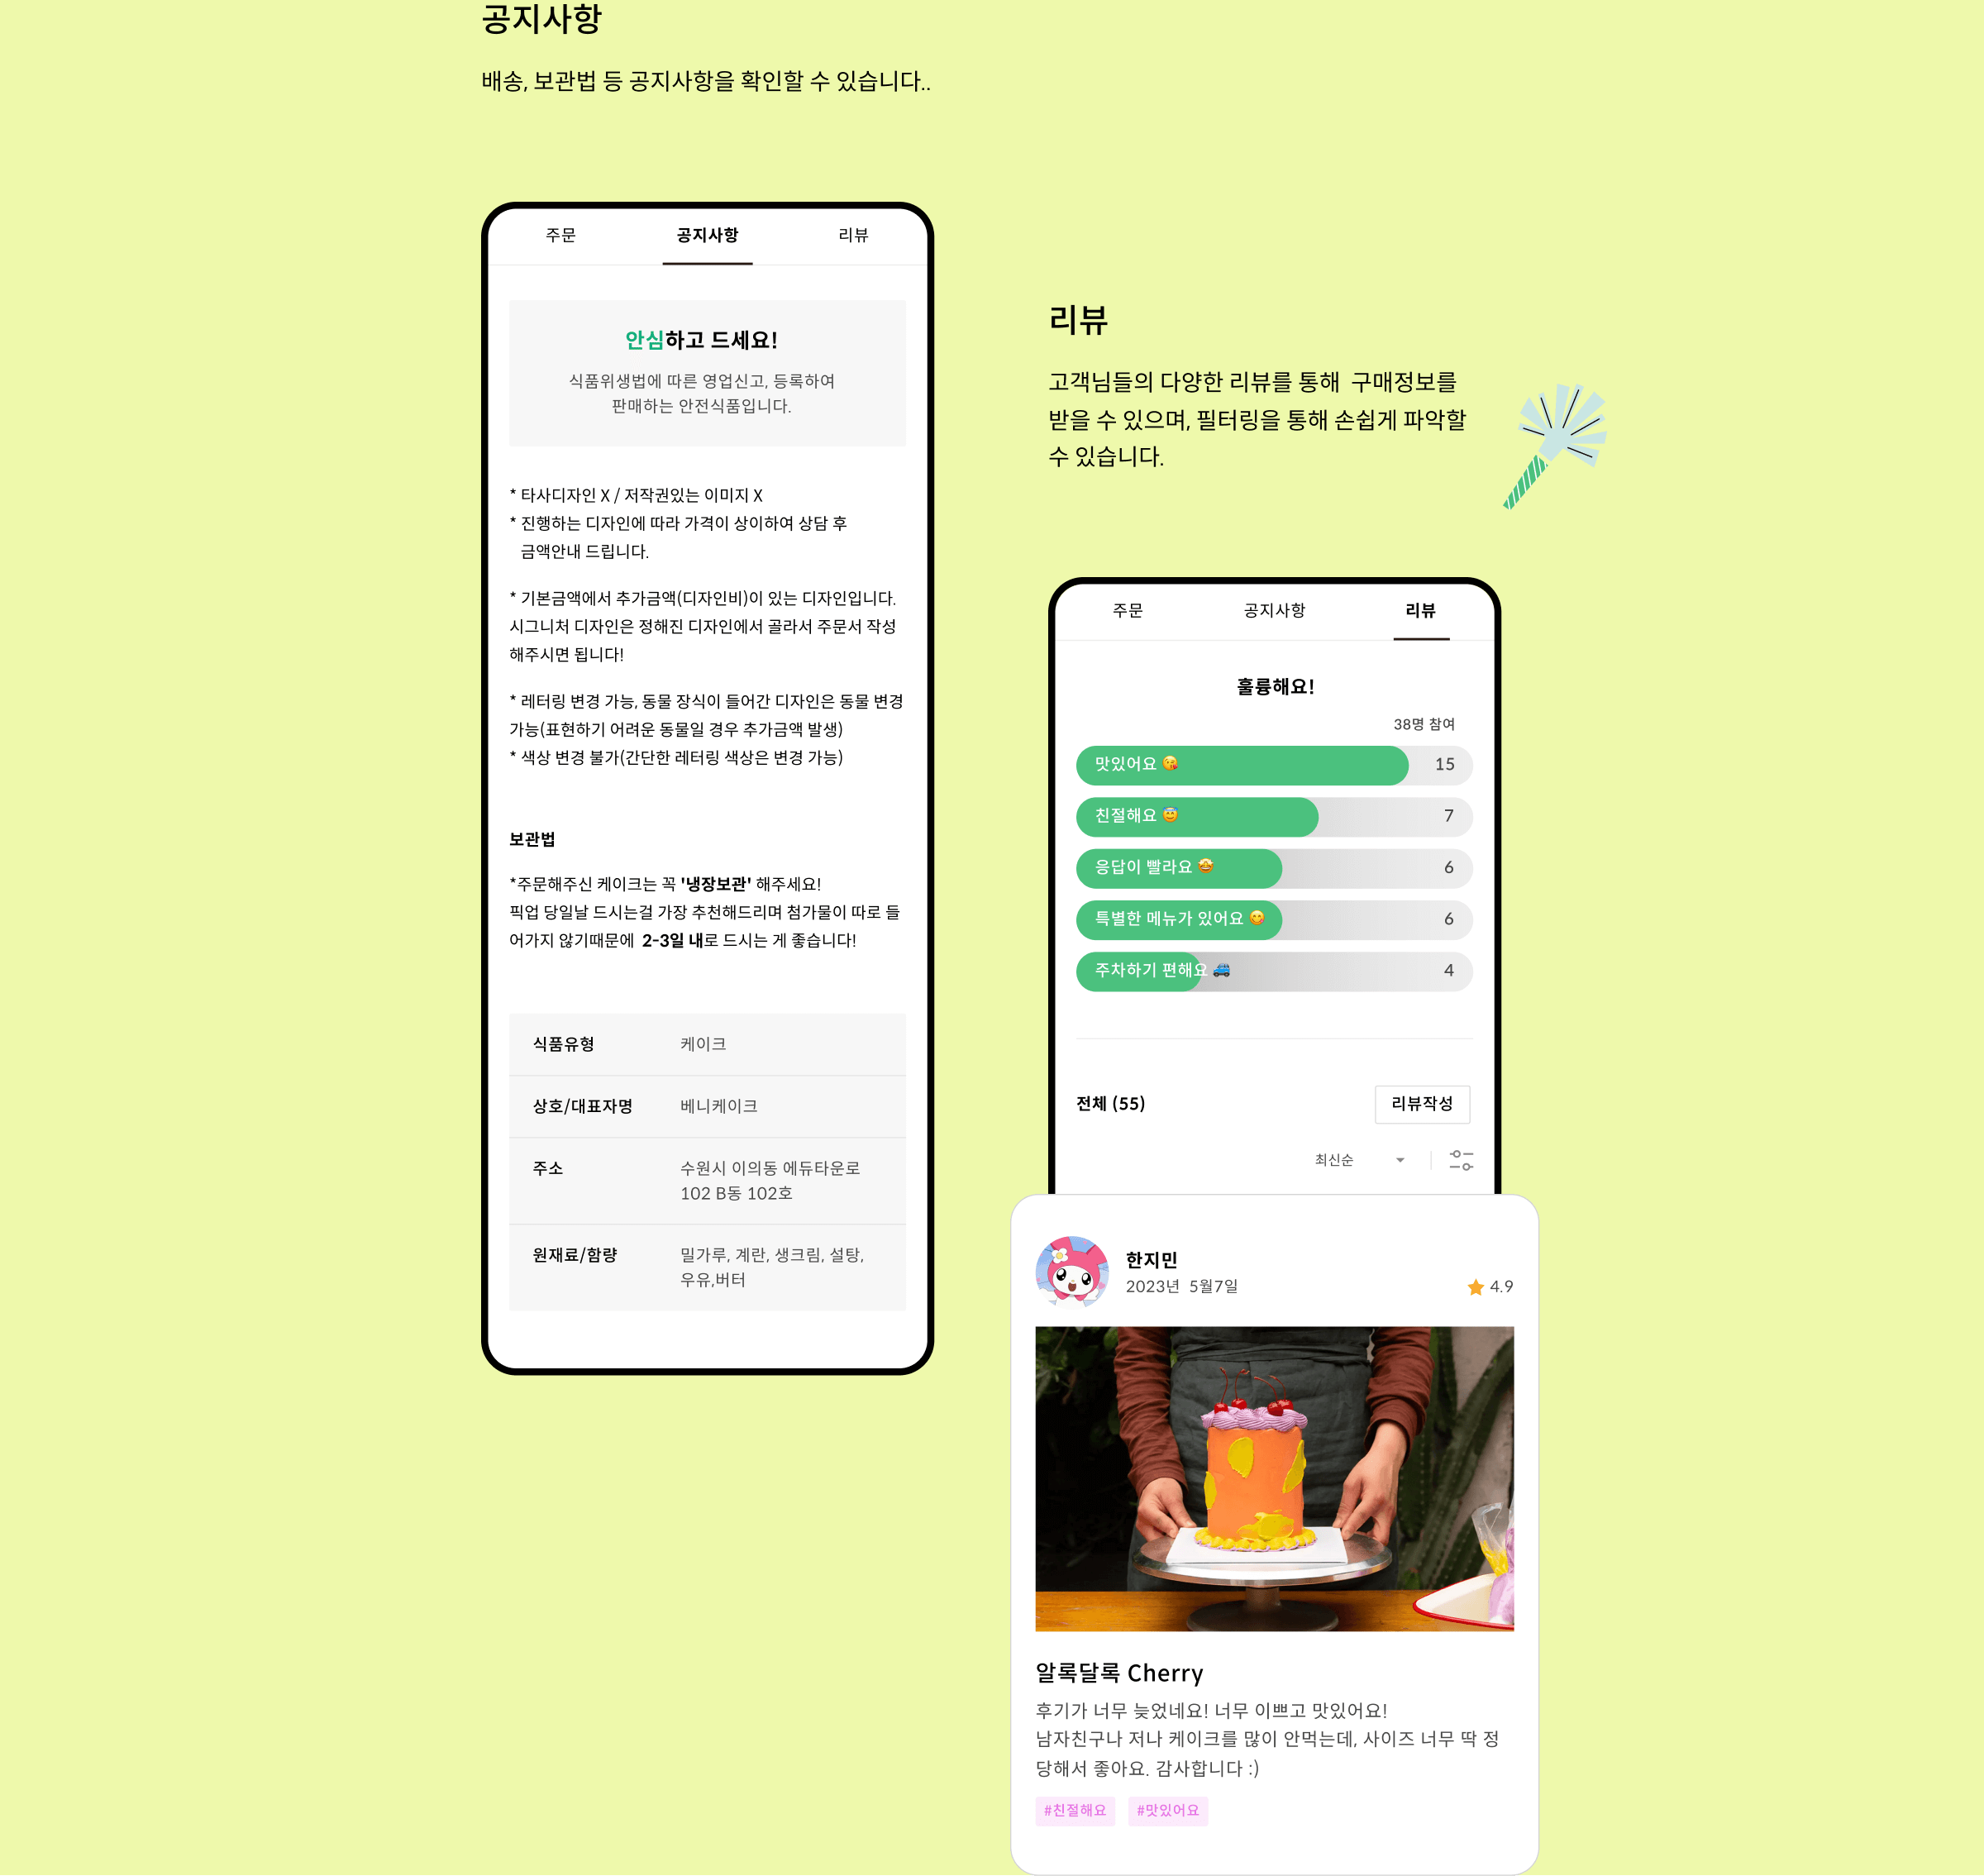 공지사항
배송, 보관법 등 공지사항을 확인할 수 있습니다..
주문 공지사항 리뷰
안심하고 드세요!
식품위생법에 따른 영업신고, 등록하여
판매하는 안전식품입니다.
* 타사디자인 X / 저작권있는 이미지 X
* 진행하는 디자인에 따라 가격이 상이하여 상담 후
금액안내 드립니다.
* 기본금액에서 추가금액(디자인비)이 있는 디자인입니다.
시그니처 디자인은 정해진 디자인에서 골라서 주문서 작성
해주시면 됩니다!
* 레터링 변경 가능, 동물 장식이 들어간 디자인은 동물 변경
가능(표현하기 어려운 동물일 경우 추가금액 발생)
* 색상 변경 불가(간단한 레터링 색상은 변경 가능)
보관법
*주문해주신 케이크는 꼭 '냉장보관' 해주세요!
픽업 당일날 드시는걸 가장 추천해드리며 첨가물이 따로 들
어가지 않기때문에 2-3일 내로 드시는 게 좋습니다!
식품유형 케이크
상호/대표자명 베니케이크
주소 수원시 이의동 에듀타운로
102 B동 102호
원재료/함량 밀가루, 계란, 생크림, 설탕,
우유,버터
리뷰
고객님들의 다양한 리뷰를 통해 구매정보를
받을 수 있으며, 필터링을 통해 손쉽게 파악할
수 있습니다.
주문 공지사항 리뷰
훌륭해요!
38명 참여
맛있어요 😘 15
친절해요 😇 7
응답이 빨라요 🤩 6
특별한 메뉴가 있어요 😋 6
주차하기 편해요 🚙 4
전체 (55) 리뷰작성
최신순
한지민
2023년 5월7일 4.9
알록달록 Cherry
후기가 너무 늦었네요! 너무 이쁘고 맛있어요!
남자친구나 저나 케이크를 많이 안먹는데, 사이즈 너무 딱 정
당해서 좋아요. 감사합니다 :)
#친절해요 #맛있어요